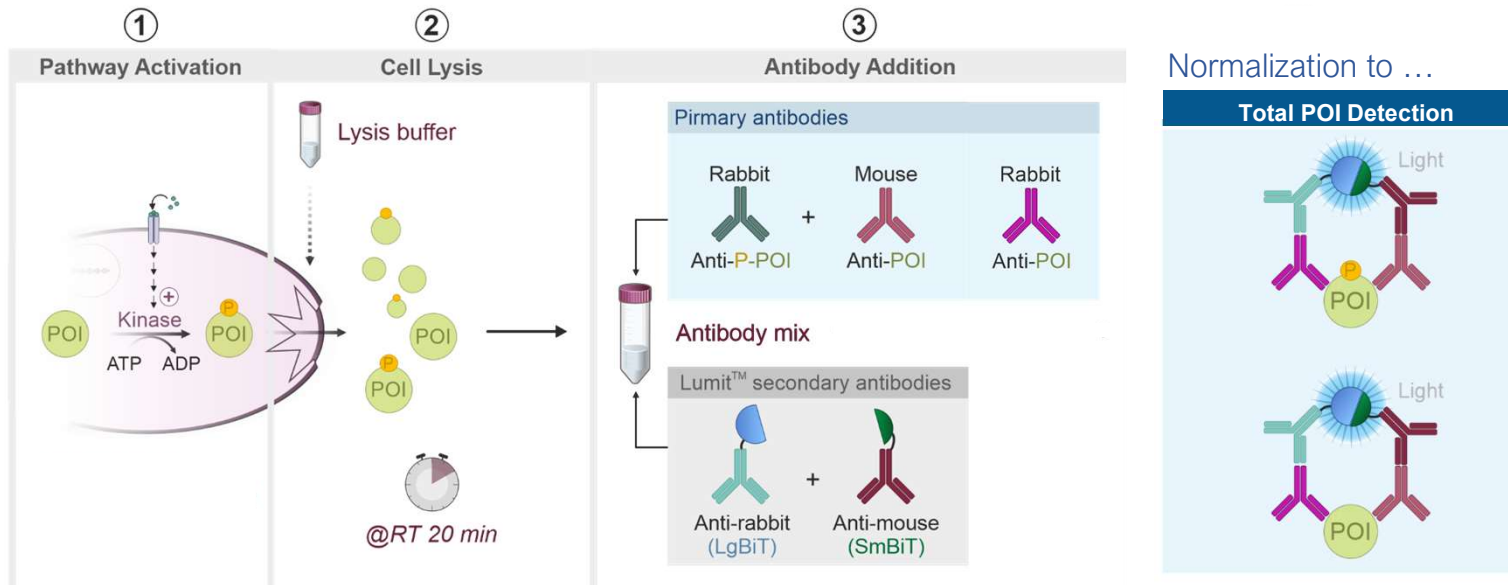 ①
②
③
Pathway Activation
Cell Lysis
Antibody Addition
POI
Kinase
+
P
POI
ATP
ADP
Lysis buffer
P
P
POI
P
POI
@RT 20 min
Pirmary antibodies
Rabbit
Mouse
Rabbit
+
Anti-P-POI
Anti-POI
Anti-POI
Antibody mix
Lumit™ secondary antibodies
+
Anti-rabbit
(LgBiT)
Anti-mouse
(SmBiT)
Normalization to …
Total POI Detection
Light
P
POI
Light
POI